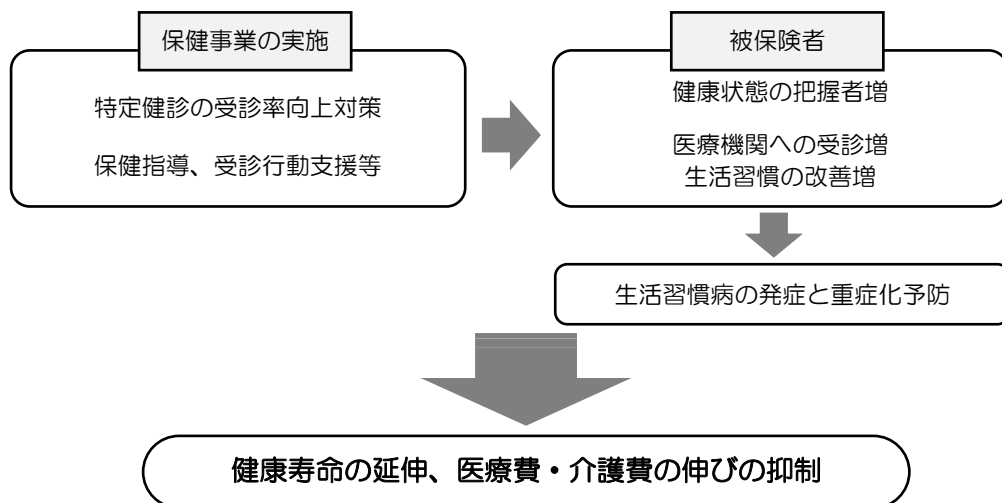 保健事業の実施
特定健診の受診率向上対策
保健指導、受診行動支援等
被保険者
健康状態の把握者増
医療機関への受診増
生活習慣の改善増
生活習慣病の発症と重症化予防
健康寿命の延伸、医療費・介護費の伸びの抑制